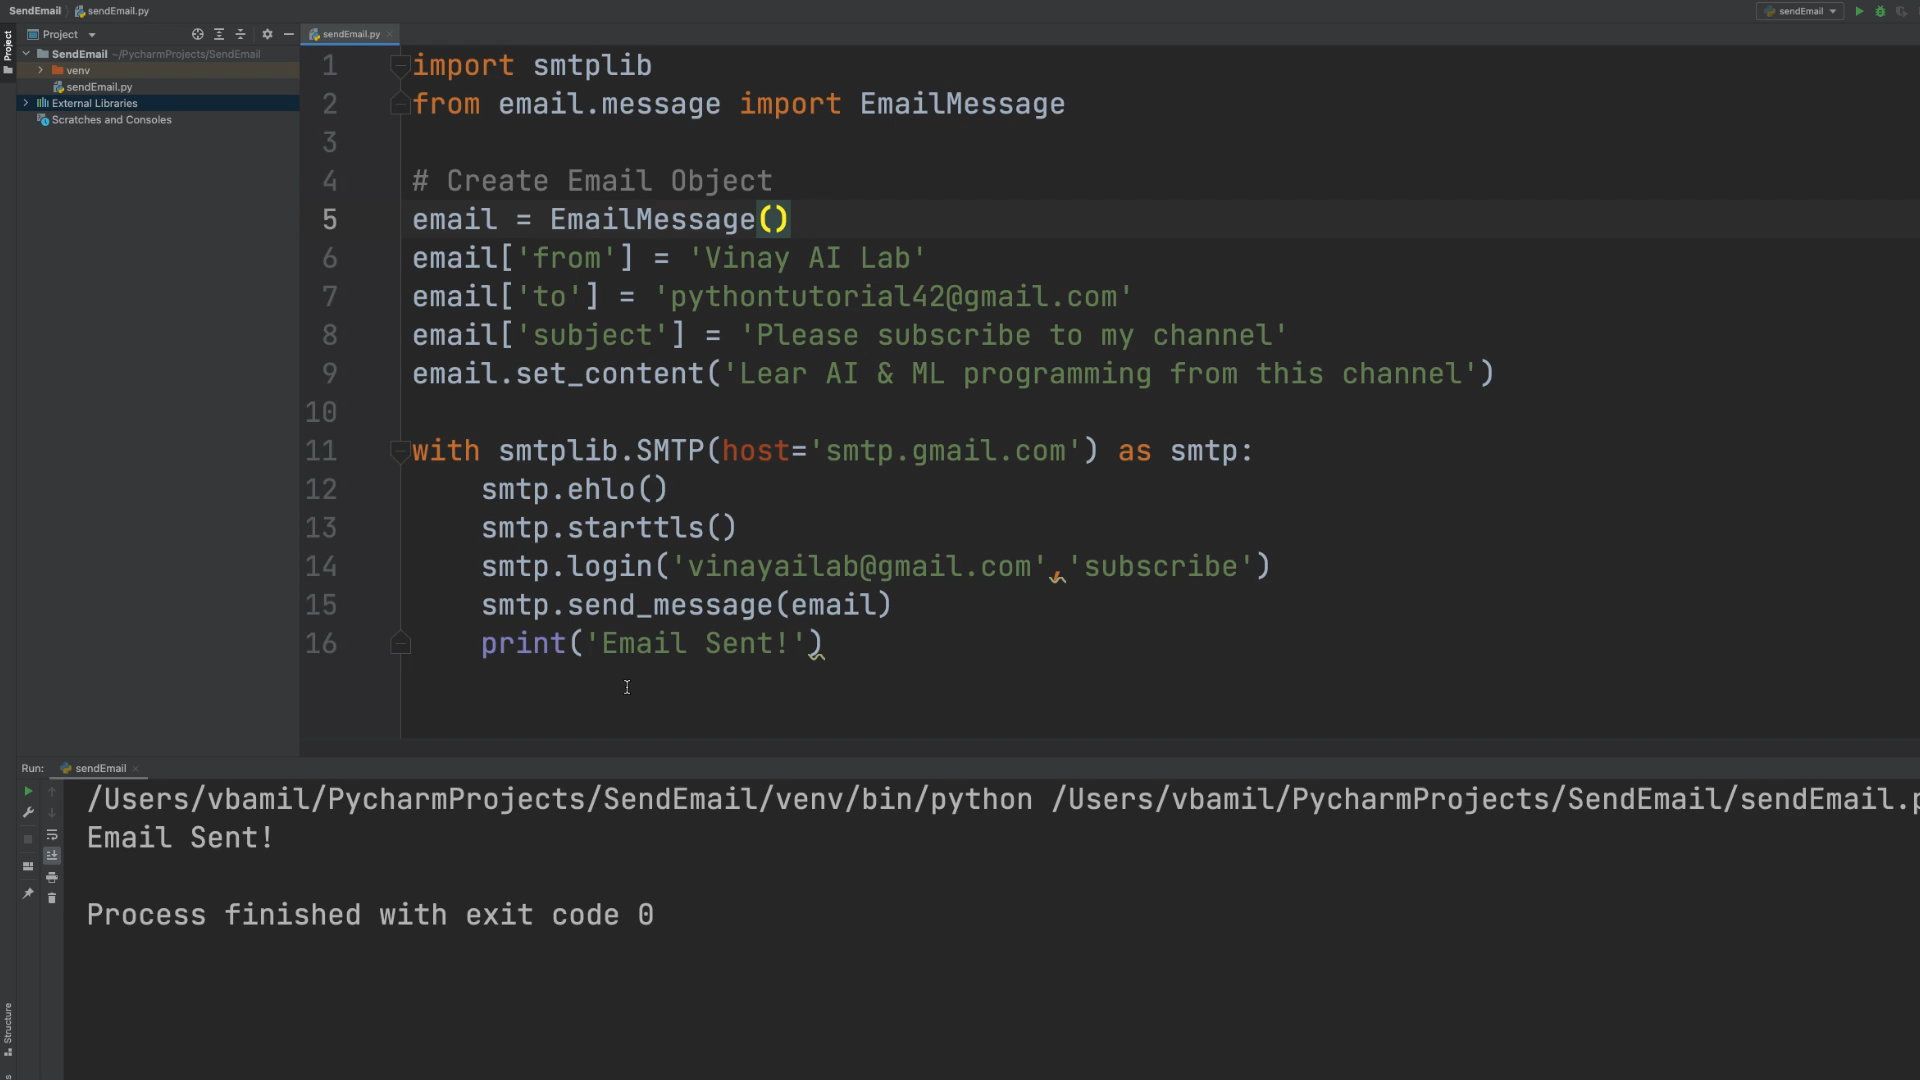 SendEmail sendEmail.py
sendEmail
Project
Project
sendEmail.py
SendEmail ~/PycharmProjects/SendEmail
venv
sendEmail.py
External Libraries
Scratches and Consoles
1 import smtplib
2 from email.message import EmailMessage
3
4 # Create Email Object
5 email = EmailMessage()
6 email['from'] = 'Vinay AI Lab'
7 email['to'] = 'pythontutorial42@gmail.com'
8 email['subject'] = 'Please subscribe to my channel'
9 email.set_content('Lear AI & ML programming from this channel')
10
11 with smtplib.SMTP(host='smtp.gmail.com') as smtp:
12 smtp.ehlo()
13 smtp.starttls()
14 smtp.login('vinayailab@gmail.com','subscribe')
15 smtp.send_message(email)
16 print('Email Sent!')
Run: sendEmail
/Users/vbamil/PycharmProjects/SendEmail/venv/bin/python /Users/vbamil/PycharmProjects/SendEmail/sendEmail.p
Email Sent!
Process finished with exit code 0
Structure